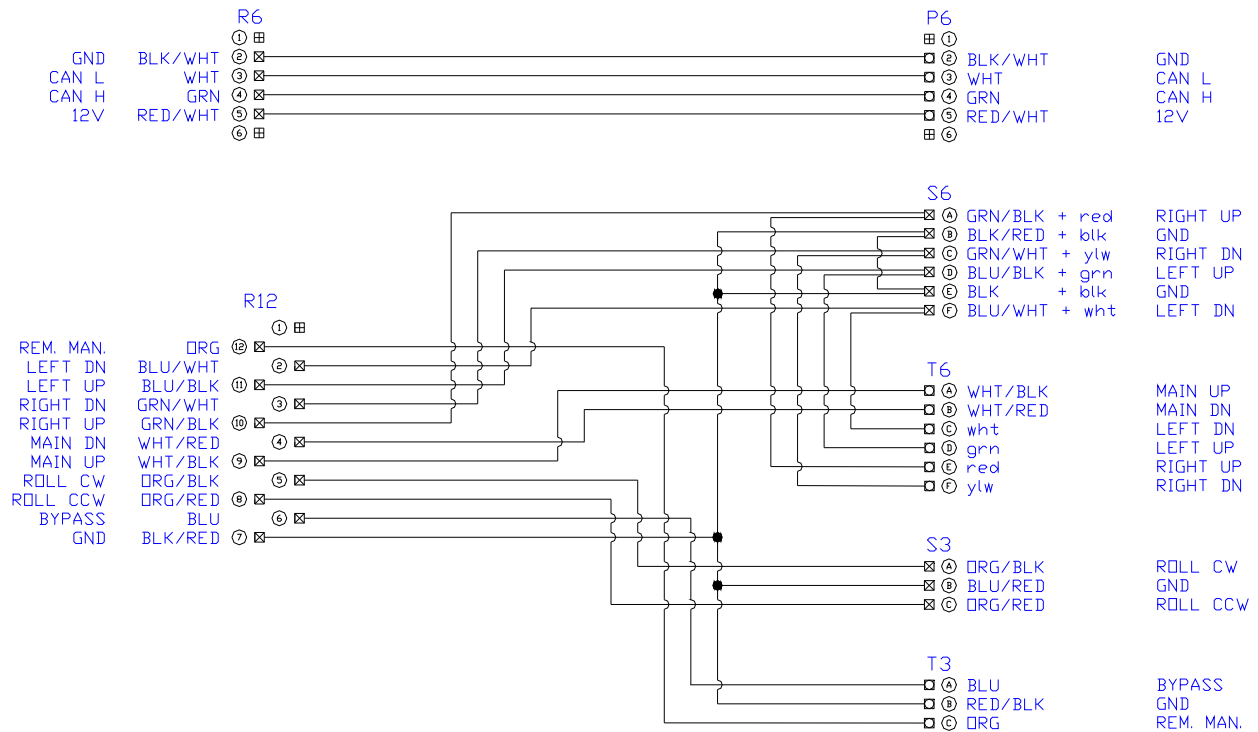 R6 P6
1 1
GND BLK/WHT 2 2 BLK/WHT GND
CAN L WHT 3 3 WHT CAN L
CAN H GRN 4 4 GRN CAN H
12V RED/WHT 5 5 RED/WHT 12V
6 6
S6
A GRN/BLK + red RIGHT UP
B BLK/RED + blk GND
C GRN/WHT + ylw RIGHT DN
D BLU/BLK + grn LEFT UP
E BLK + blk GND
F BLU/WHT + wht LEFT DN
R12
1
REM. MAN. ORG 12
LEFT DN BLU/WHT 2
LEFT UP BLU/BLK 11
RIGHT DN GRN/WHT 3
RIGHT UP GRN/BLK 10
MAIN DN WHT/RED 4
MAIN UP WHT/BLK 9
ROLL CW ORG/BLK 5
ROLL CCW ORG/RED 8
BYPASS BLU 6
GND BLK/RED 7
T6
A WHT/BLK MAIN UP
B WHT/RED MAIN DN
C wht LEFT DN
D grn LEFT UP
E red RIGHT UP
F ylw RIGHT DN
S3
A ORG/BLK ROLL CW
B BLU/RED GND
C ORG/RED ROLL CCW
T3
A BLU BYPASS
B RED/BLK GND
C ORG REM. MAN.